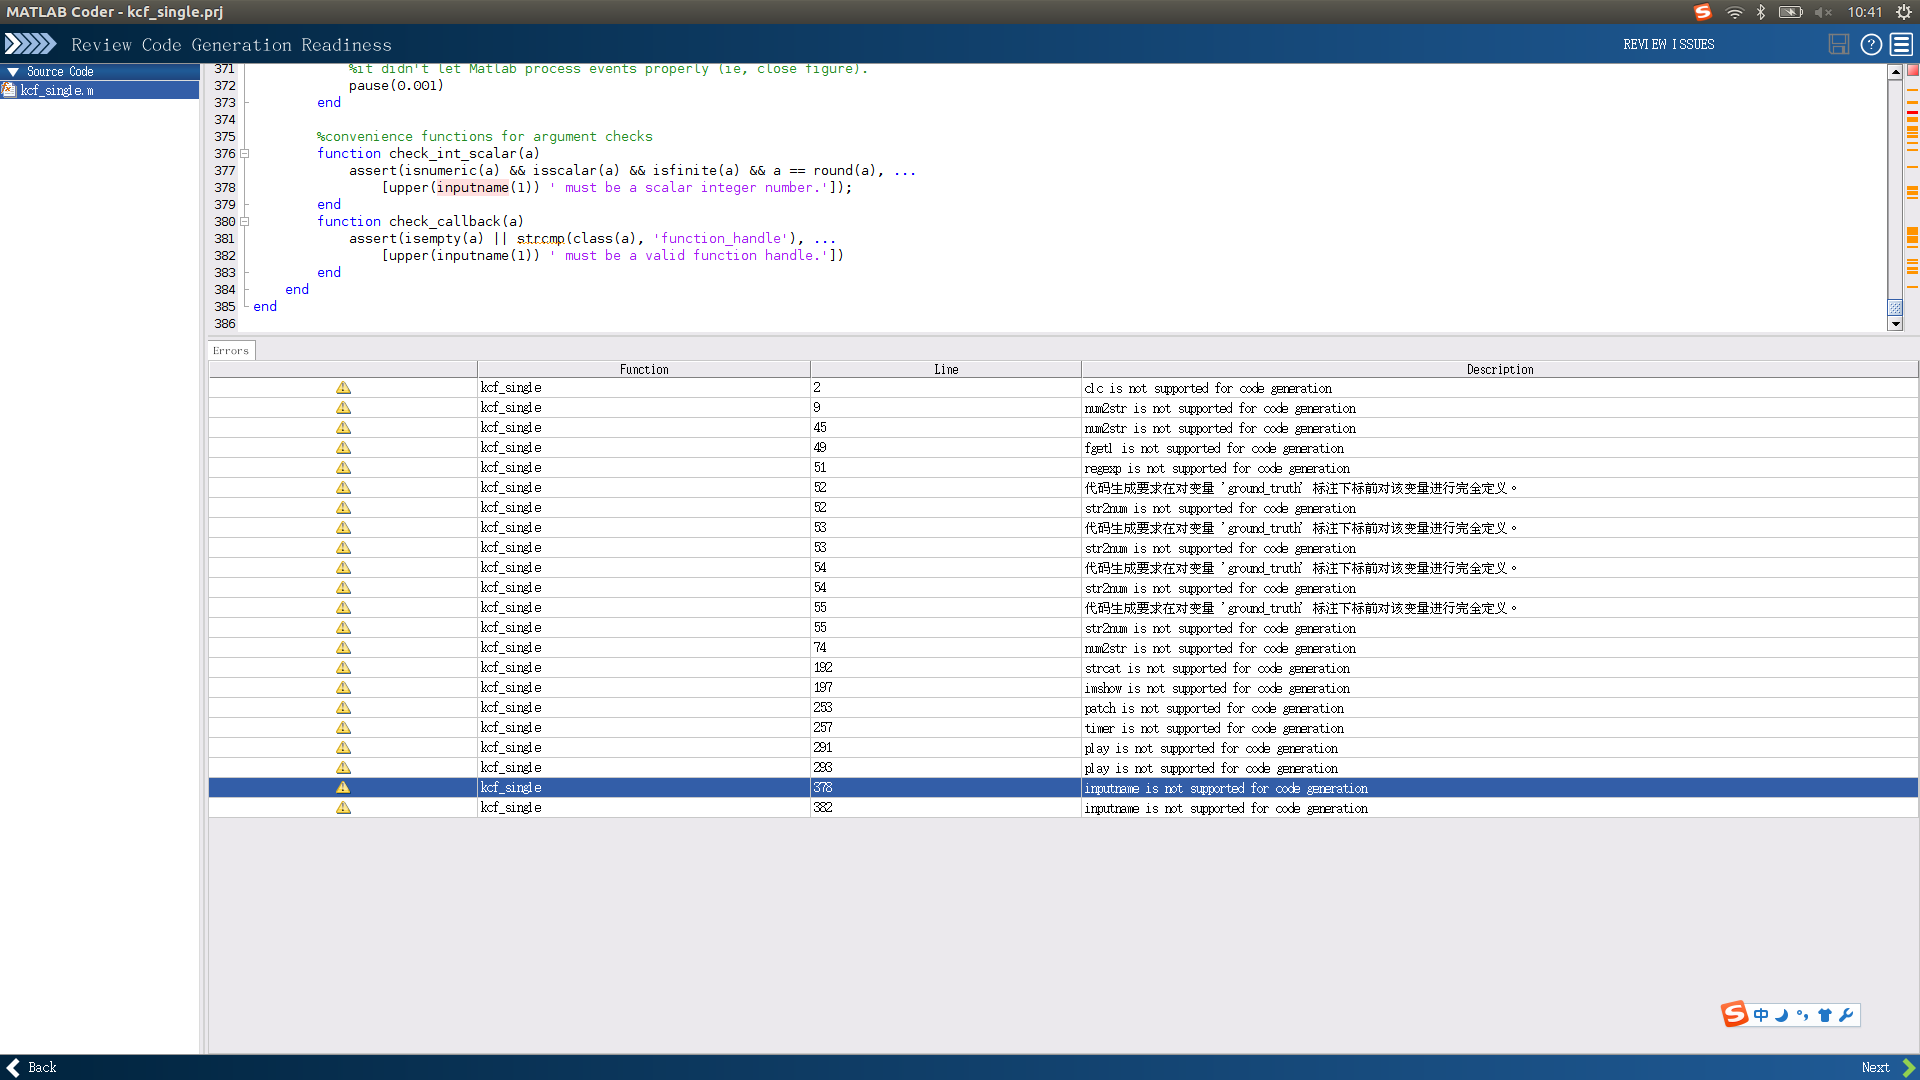 MATLAB Coder - kcf_single.prj
10:41
Review Code Generation Readiness
REVIEW ISSUES
Source Code
kcf_single.m
371 %it didn't let Matlab process events properly (ie, close figure).
372 pause(0.001)
373 end
374
375 %convenience functions for argument checks
376 function check_int_scalar(a)
377 assert(isnumeric(a) && isscalar(a) && isfinite(a) && a == round(a), ...
378 [upper(inputname(1)) ' must be a scalar integer number.']);
379 end
380 function check_callback(a)
381 assert(isempty(a) || strcmp(class(a), 'function_handle'), ...
382 [upper(inputname(1)) ' must be a valid function handle.'])
383 end
384 end
385 end
386
Errors
Function Line Description
kcf_single 2 clc is not supported for code generation
kcf_single 9 num2str is not supported for code generation
kcf_single 45 num2str is not supported for code generation
kcf_single 49 fgetl is not supported for code generation
kcf_single 51 regexp is not supported for code generation
kcf_single 52 代码生成要求在对变量 'ground_truth' 标注下标前对该变量进行完全定义。
kcf_single 52 str2num is not supported for code generation
kcf_single 53 代码生成要求在对变量 'ground_truth' 标注下标前对该变量进行完全定义。
kcf_single 53 str2num is not supported for code generation
kcf_single 54 代码生成要求在对变量 'ground_truth' 标注下标前对该变量进行完全定义。
kcf_single 54 str2num is not supported for code generation
kcf_single 55 代码生成要求在对变量 'ground_truth' 标注下标前对该变量进行完全定义。
kcf_single 55 str2num is not supported for code generation
kcf_single 74 num2str is not supported for code generation
kcf_single 192 strcat is not supported for code generation
kcf_single 197 imshow is not supported for code generation
kcf_single 253 patch is not supported for code generation
kcf_single 257 timer is not supported for code generation
kcf_single 291 play is not supported for code generation
kcf_single 293 play is not supported for code generation
kcf_single 378 inputname is not supported for code generation
kcf_single 382 inputname is not supported for code generation
中
Back
Next